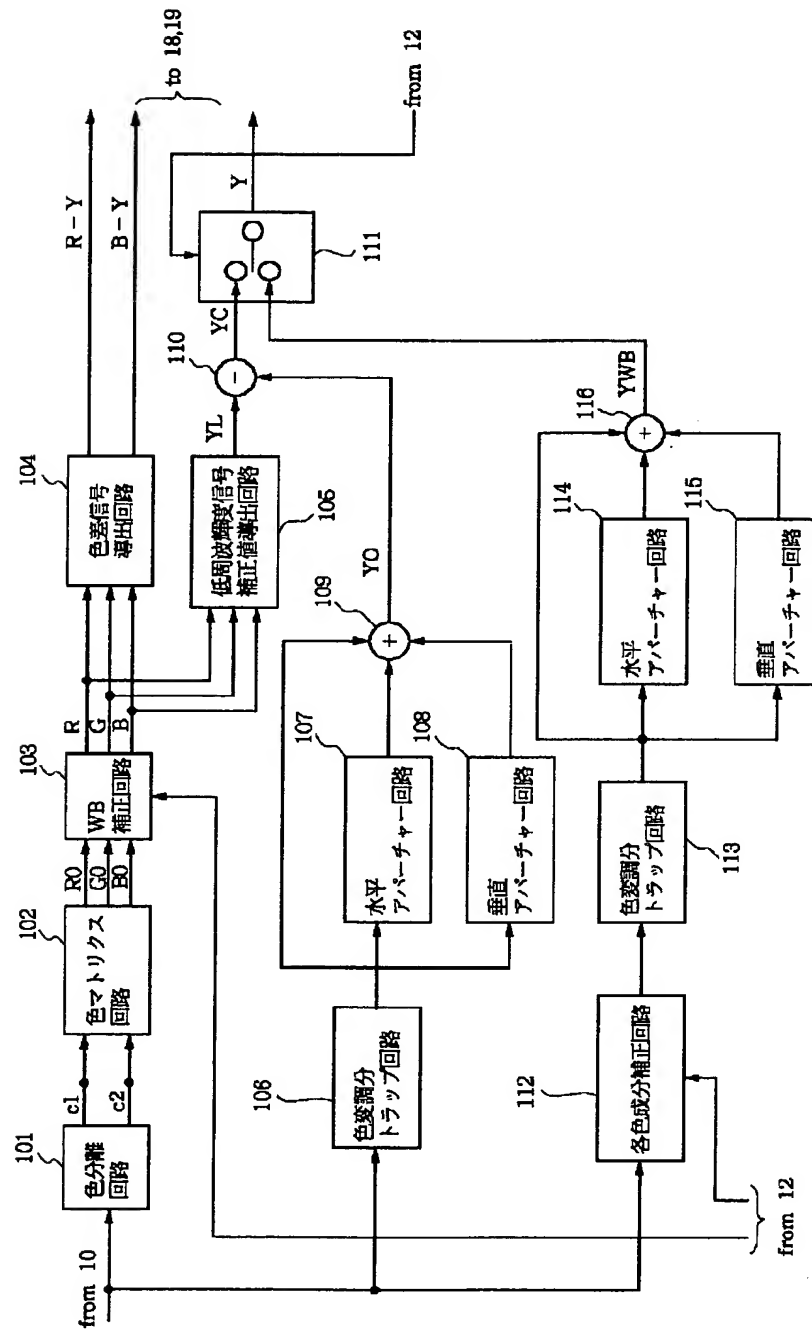 from 10
101
色分離
回路
c1
c2
102
色マトリクス
回路
R0
G0
B0
103
WB
補正回路
R
G
B
104
色差信号
導出回路
R-Y
B-Y
to 18,19
105
低周波輝度信号
補正値導出回路
YL
110
-
YC
111
Y
from 12
106
色変調分
トラップ回路
107
水平
アパーチャー回路
108
垂直
アパーチャー回路
109
+
YO
112
各色成分補正回路
113
色変調分
トラップ回路
114
水平
アパーチャー回路
115
垂直
アパーチャー回路
116
+
YWB
from 12